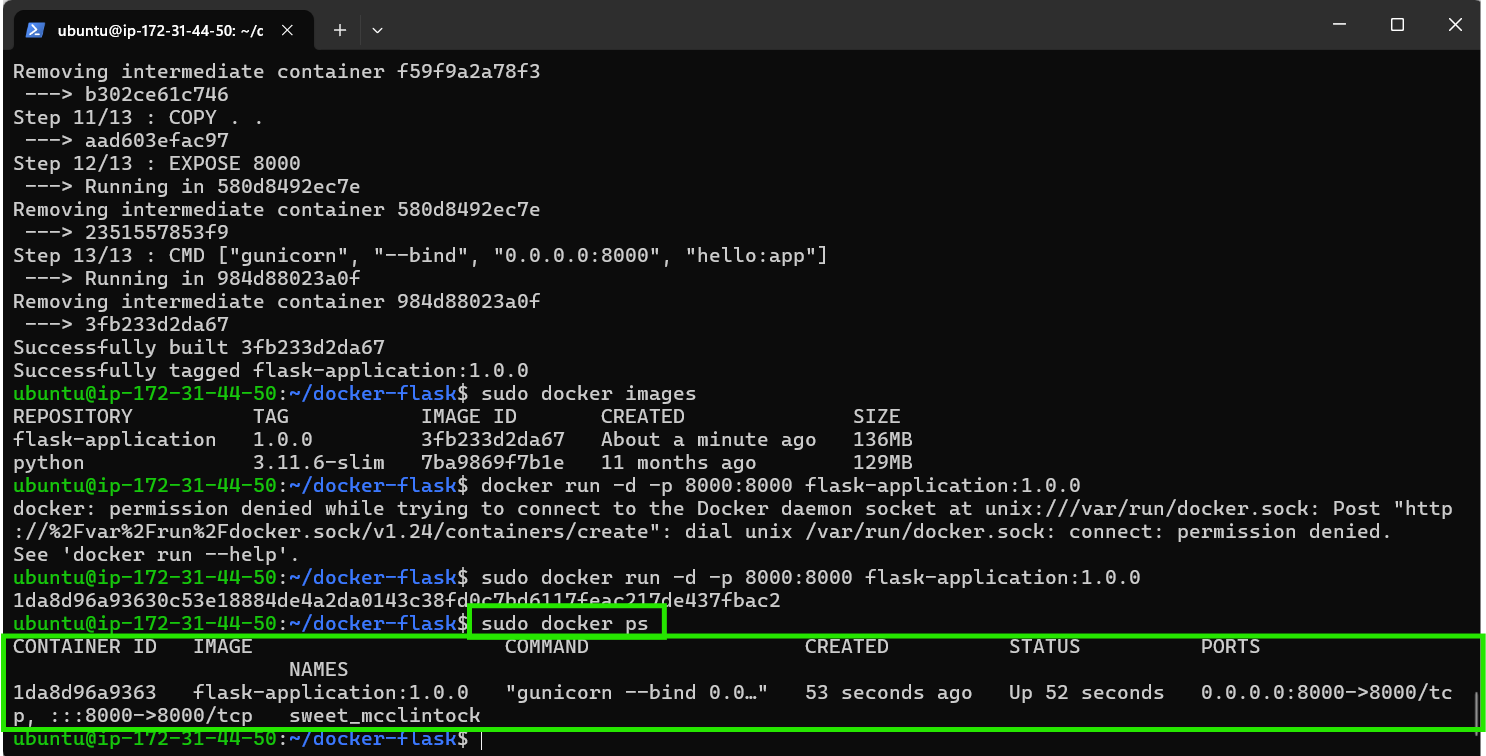 ubuntu@ip-172-31-44-50: ~/c
Removing intermediate container f59f9a2a78f3
 ---> b302ce61c746
Step 11/13 : COPY . .
 ---> aad603efac97
Step 12/13 : EXPOSE 8000
 ---> Running in 580d8492ec7e
Removing intermediate container 580d8492ec7e
 ---> 2351557853f9
Step 13/13 : CMD ["gunicorn", "--bind", "0.0.0.0:8000", "hello:app"]
 ---> Running in 984d88023a0f
Removing intermediate container 984d88023a0f
 ---> 3fb233d2da67
Successfully built 3fb233d2da67
Successfully tagged flask-application:1.0.0
ubuntu@ip-172-31-44-50:~/docker-flask$ sudo docker images
REPOSITORY          TAG           IMAGE ID       CREATED              SIZE
flask-application   1.0.0         3fb233d2da67   About a minute ago   136MB
python              3.11.6-slim   7ba9869f7b1e   11 months ago        129MB
ubuntu@ip-172-31-44-50:~/docker-flask$ docker run -d -p 8000:8000 flask-application:1.0.0
docker: permission denied while trying to connect to the Docker daemon socket at unix:///var/run/docker.sock: Post "http
://%2Fvar%2Frun%2Fdocker.sock/v1.24/containers/create": dial unix /var/run/docker.sock: connect: permission denied.
See 'docker run --help'.
ubuntu@ip-172-31-44-50:~/docker-flask$ sudo docker run -d -p 8000:8000 flask-application:1.0.0
1da8d96a93630c53e18884de4a2da0143c38fd0c7bd6117feac217de437fbac2
ubuntu@ip-172-31-44-50:~/docker-flask$ sudo docker ps
CONTAINER ID   IMAGE                     COMMAND                  CREATED          STATUS          PORTS
                       NAMES
1da8d96a9363   flask-application:1.0.0   "gunicorn --bind 0.0…"   53 seconds ago   Up 52 seconds   0.0.0.0:8000->8000/tc
p, :::8000->8000/tcp   sweet_mcclintock
ubuntu@ip-172-31-44-50:~/docker-flask$